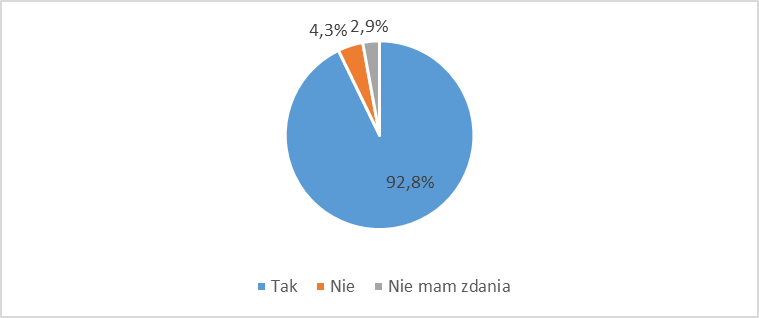 4,3% 2,9%
92,8%
Tak Nie Nie mam zdania